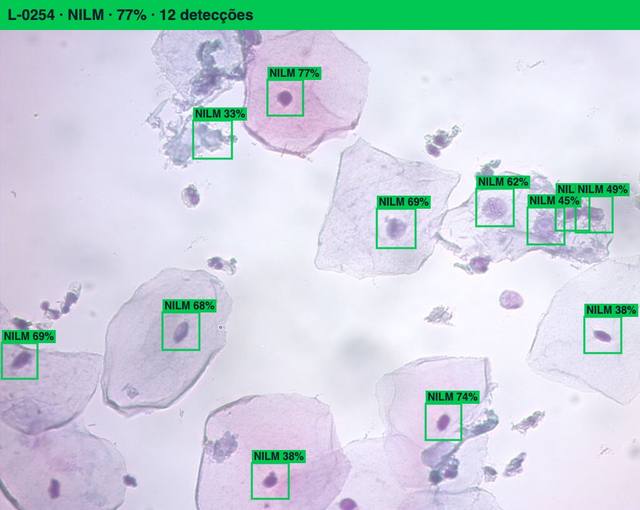 L-0254 · NILM · 77% · 12 detecções
NILM 77%
NILM 33%
NILM 62%
NIL
NILM 49%
NILM 69%
NILM 45%
NILM 68%
NILM 38%
NILM 69%
NILM 74%
NILM 38%